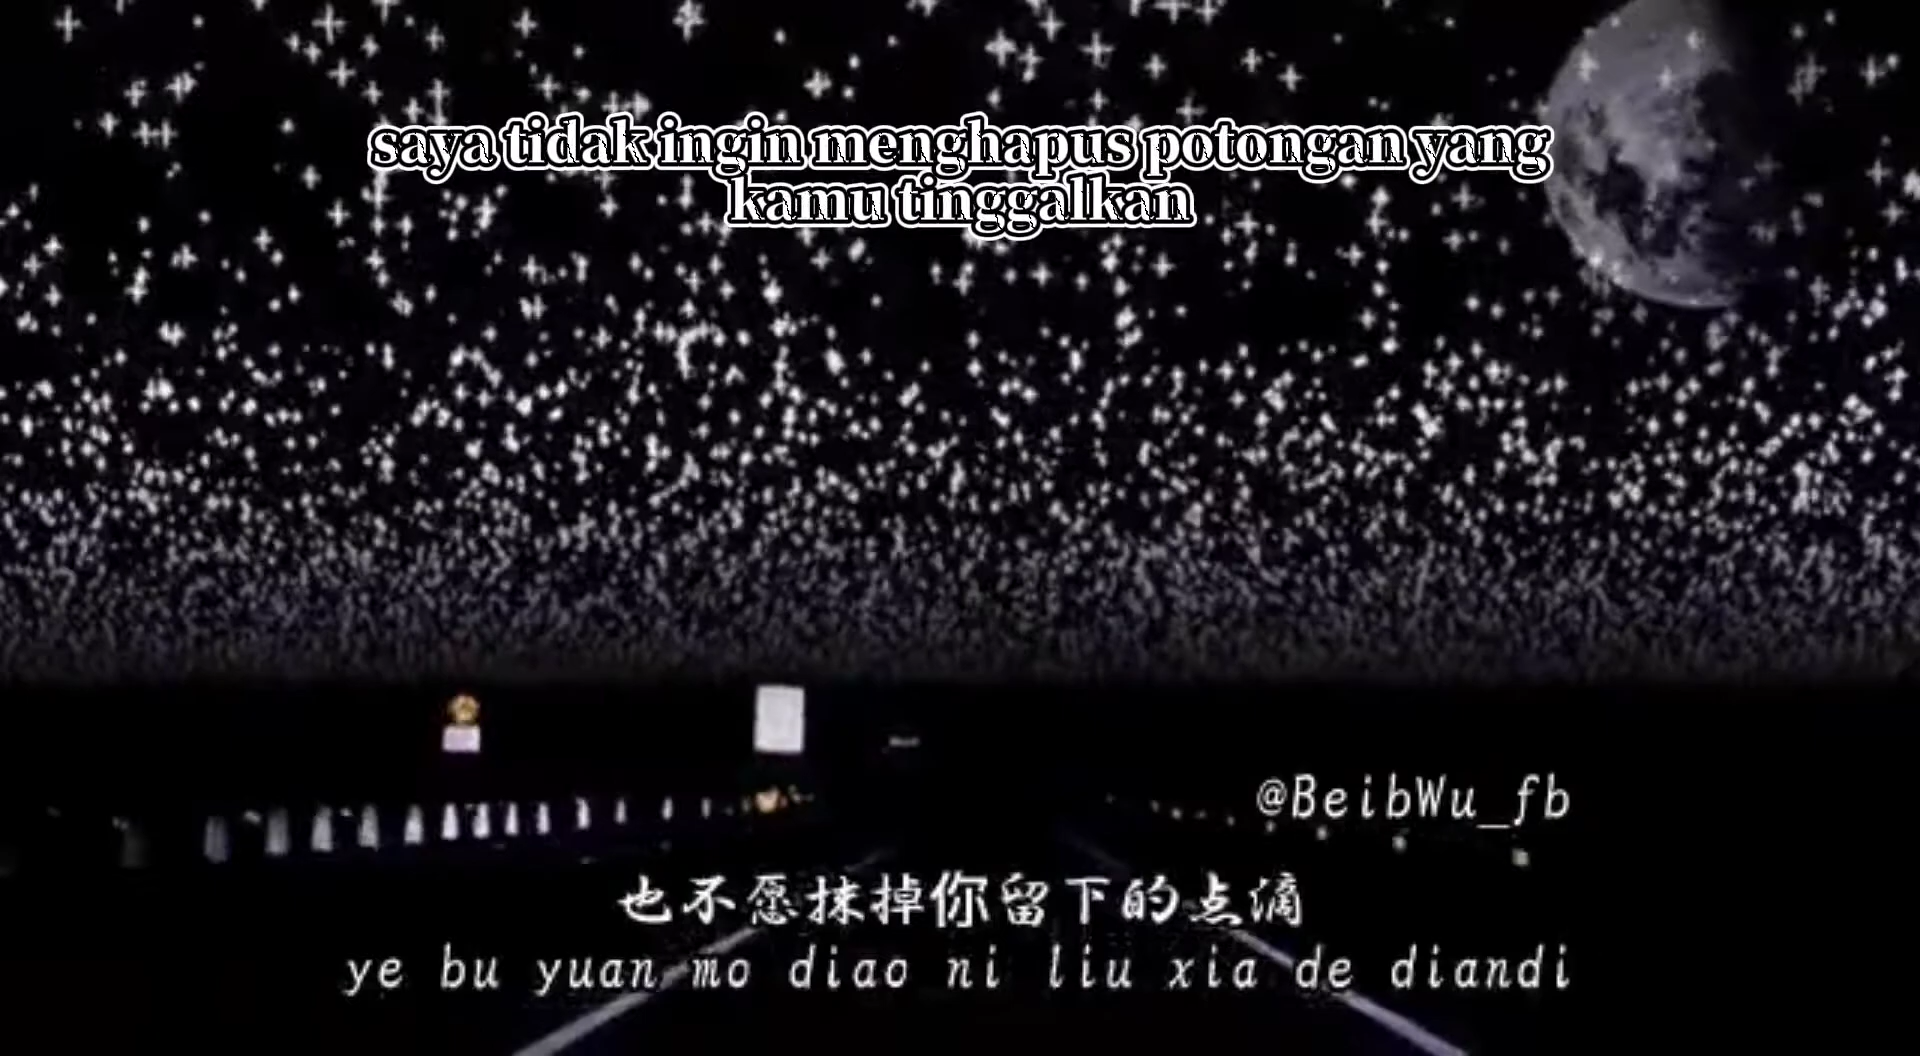 saya tidak ingin menghapus potongan yang
kamu tinggalkan
@BeibWu_fb
也不愿抹掉你留下的点滴
ye bu yuan mo diao ni liu xia de diandi